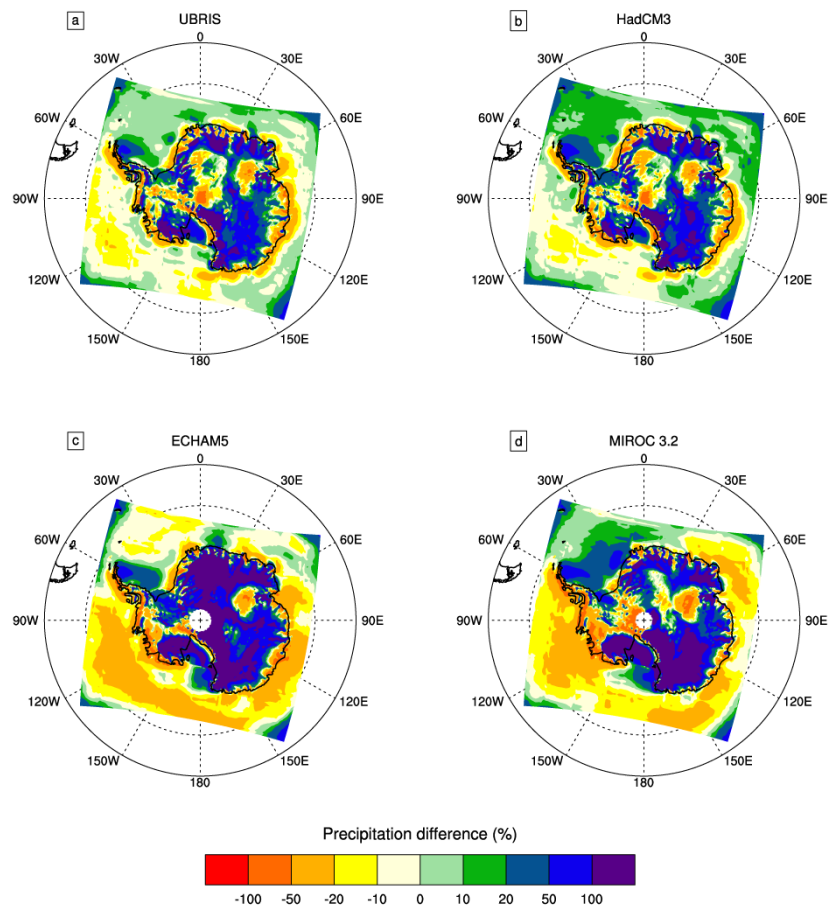 a UBRIS
b HadCM3
0
0
30W 30E
30W 30E
60W 60E
60W 60E
90W 90E
90W 90E
120W 120E
120W 120E
150W 150E
150W 150E
180
180
c ECHAM5
d MIROC 3.2
0
0
30W 30E
30W 30E
60W 60E
60W 60E
90W 90E
90W 90E
120W 120E
120W 120E
150W 150E
150W 150E
180
180
Precipitation difference (%)
-100 -50 -20 -10 0 10 20 50 100